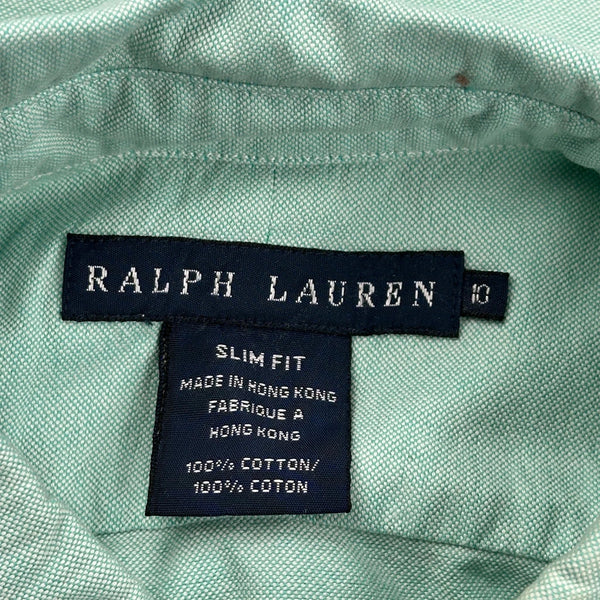 RALPH LAUREN 10
SLIM FIT
MADE IN HONG KONG
FABRIQUE A
HONG KONG
100% COTTON/
100% COTON